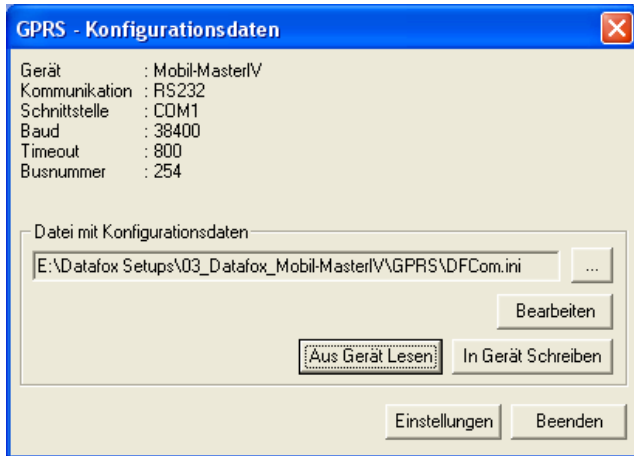 GPRS - Konfigurationsdaten
Gerät : Mobil-MasterIV
Kommunikation : RS232
Schnittstelle : COM1
Baud : 38400
Timeout : 800
Busnummer : 254
Datei mit Konfigurationsdaten
E:\Datafox Setups\03_Datafox_Mobil-MasterIV\GPRS\DFCom.ini ...
Bearbeiten
Aus Gerät Lesen In Gerät Schreiben
Einstellungen Beenden